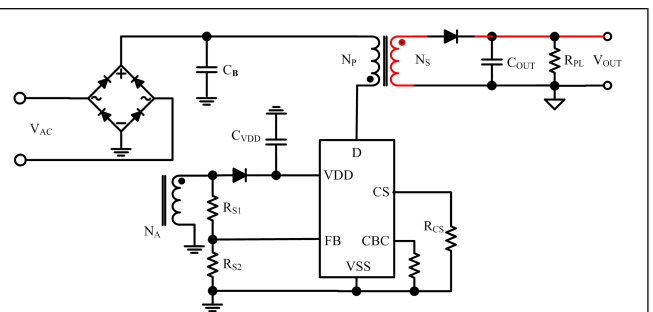 N_P
N_S
C_B
C_OUT
R_PL
V_OUT
V_AC
C_VDD
D
VDD
CS
R_S1
R_CS
N_A
FB
CBC
R_S2
VSS